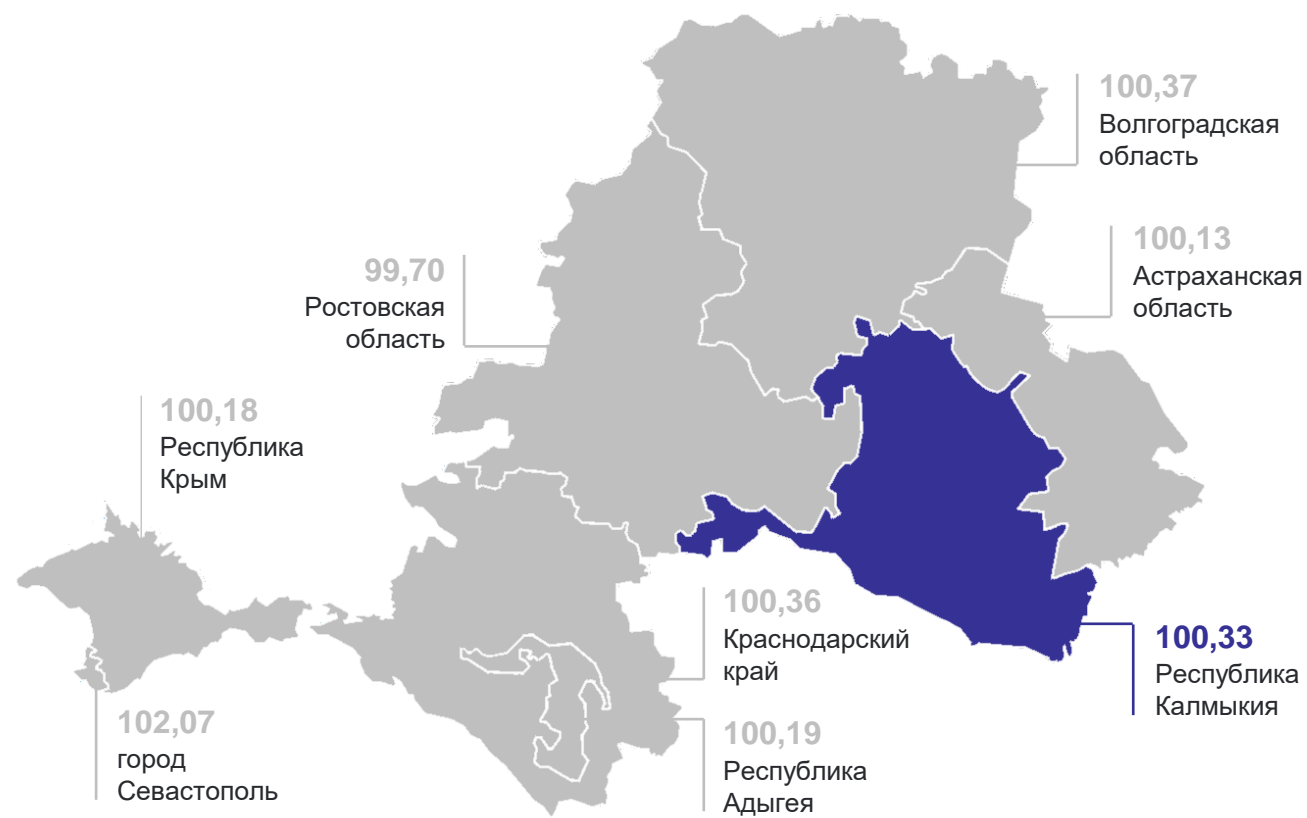 100,37
Волгоградская
область
100,13
Астраханская
область
99,70
Ростовская
область
100,18
Республика
Крым
100,36
Краснодарский
край
100,33
Республика
Калмыкия
102,07
город
Севастополь
100,19
Республика
Адыгея